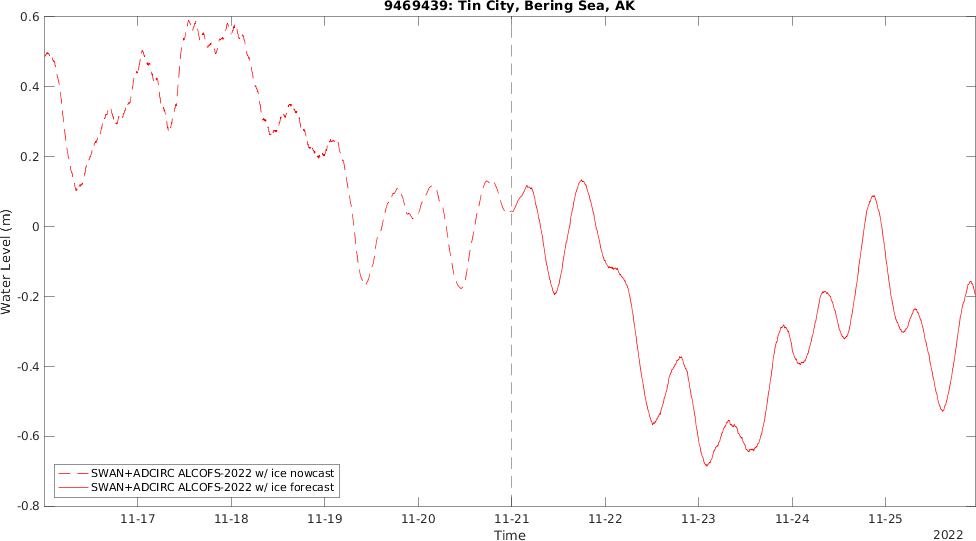 9469439: Tin City, Bering Sea, AK
Water Level (m)
0.6
0.4
0.2
0
-0.2
-0.4
-0.6
-0.8
SWAN+ADCIRC ALCOFS-2022 w/ ice nowcast
SWAN+ADCIRC ALCOFS-2022 w/ ice forecast
11-17 11-18 11-19 11-20 11-21 11-22 11-23 11-24 11-25
Time
2022